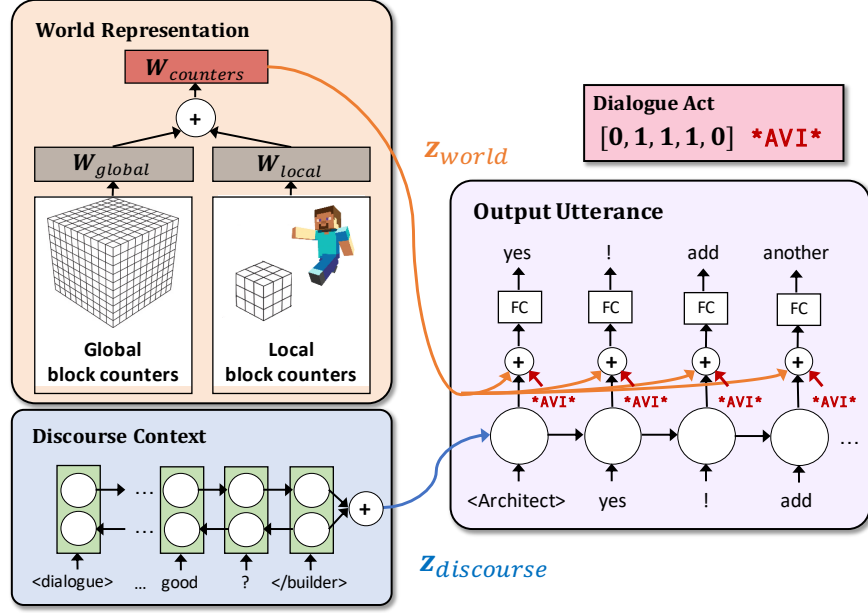 World Representation
W_counters
+
W_global
W_local
Global
block counters
Local
block counters
z_world
Dialogue Act
[0, 1, 1, 1, 0] *AVI*
Output Utterance
yes ! add another
FC FC FC FC
+ + + +
*AVI* *AVI* *AVI* *AVI*
...
<Architect> yes ! add
Discourse Context
...
+
...
<dialogue> ... good ? </builder>
z_discourse